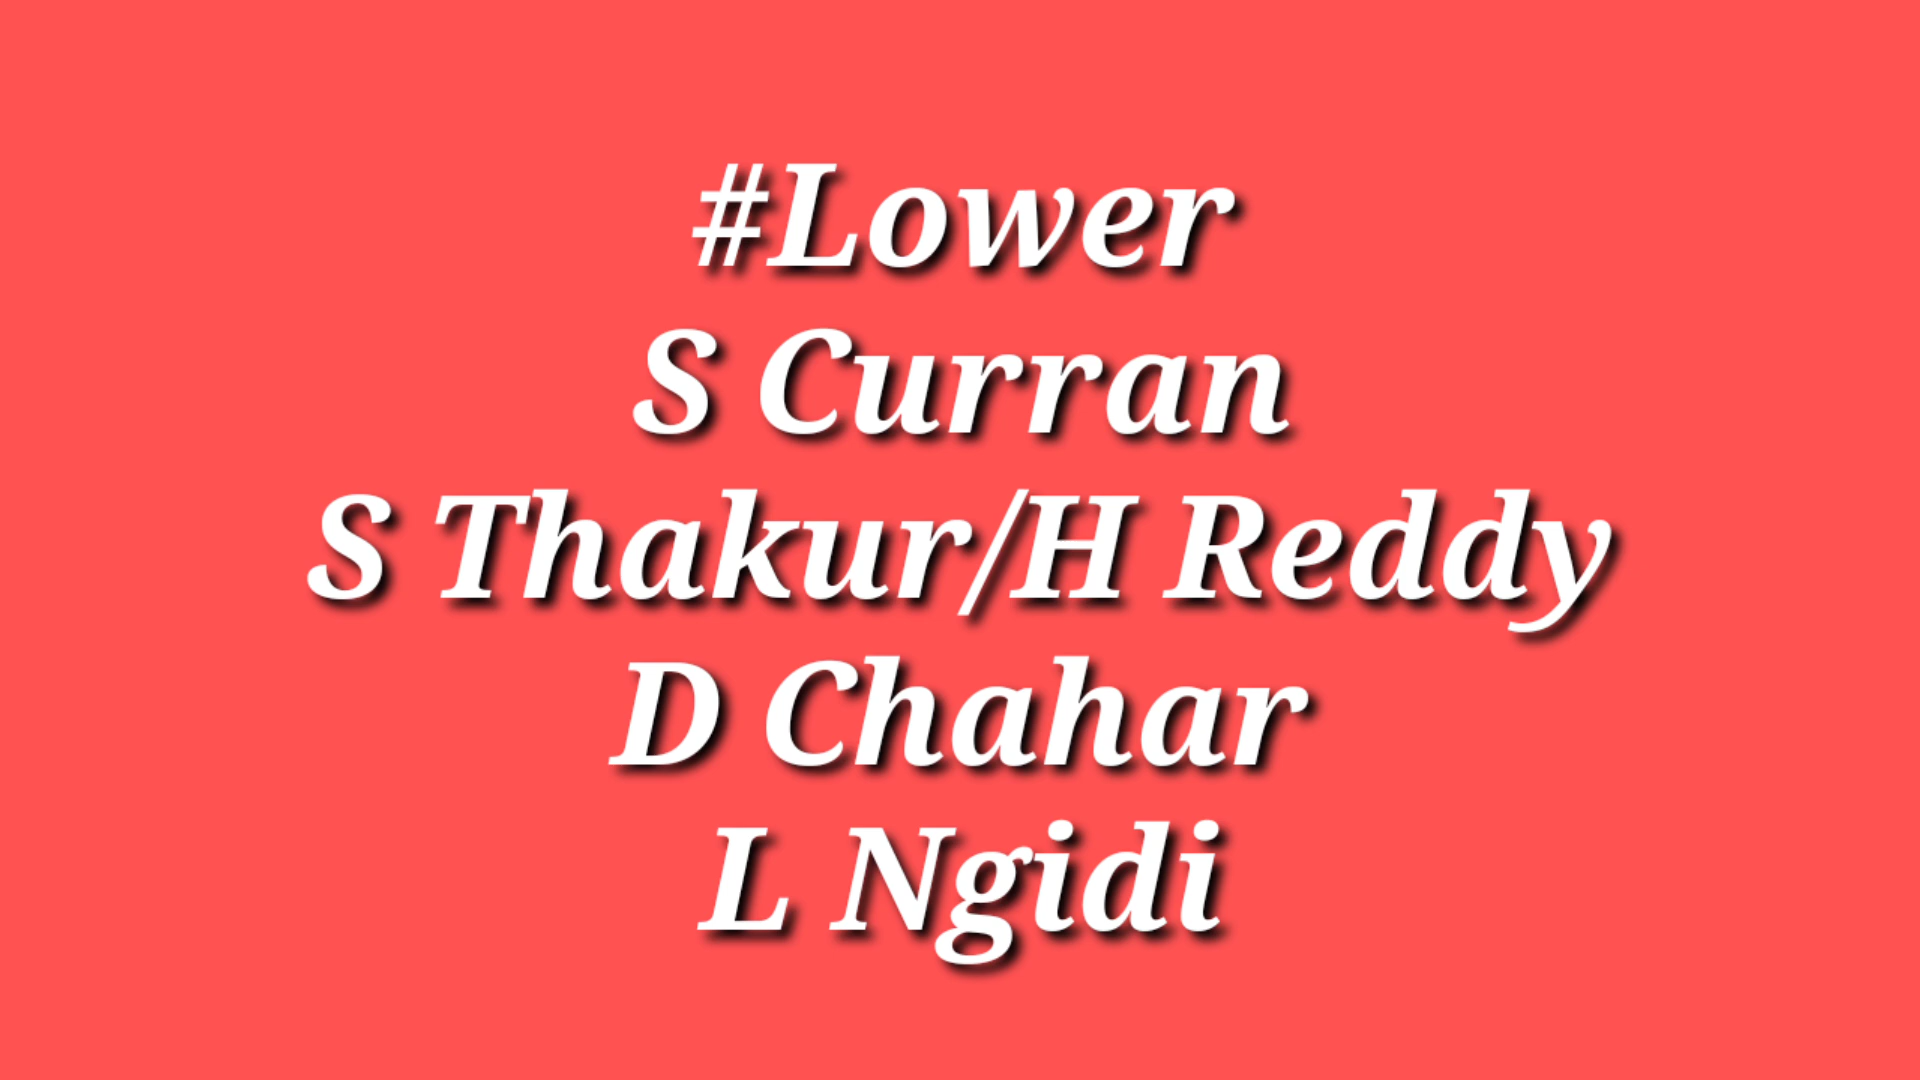 #Lower
S Curran
S Thakur/H Reddy
D Chahar
L Ngidi